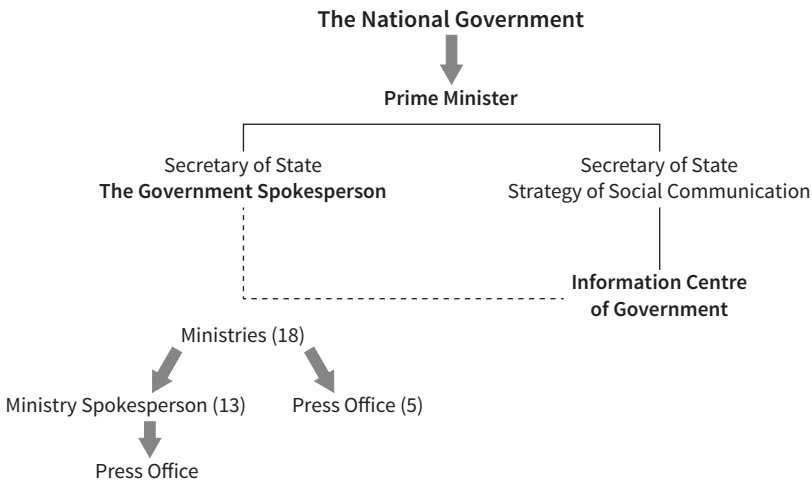 The National Government
Prime Minister
Secretary of State
The Government Spokesperson
Secretary of State
Strategy of Social Communication
Information Centre
of Government
Ministries (18)
Ministry Spokesperson (13)
Press Office (5)
Press Office